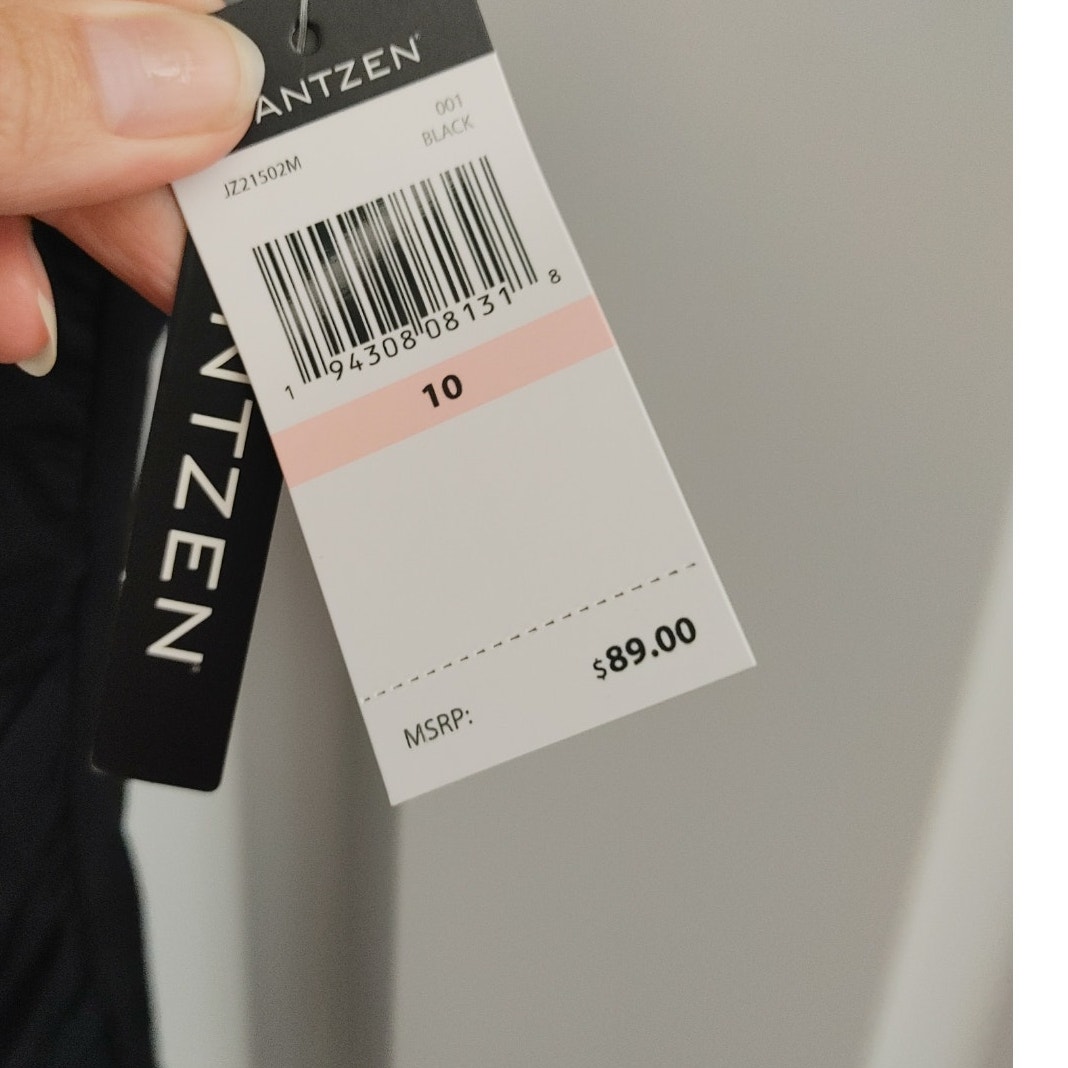 ANTZEN
001
BLACK
JZ21502M
1 94308 08131 8
10
$89.00
MSRP:
NTZEN